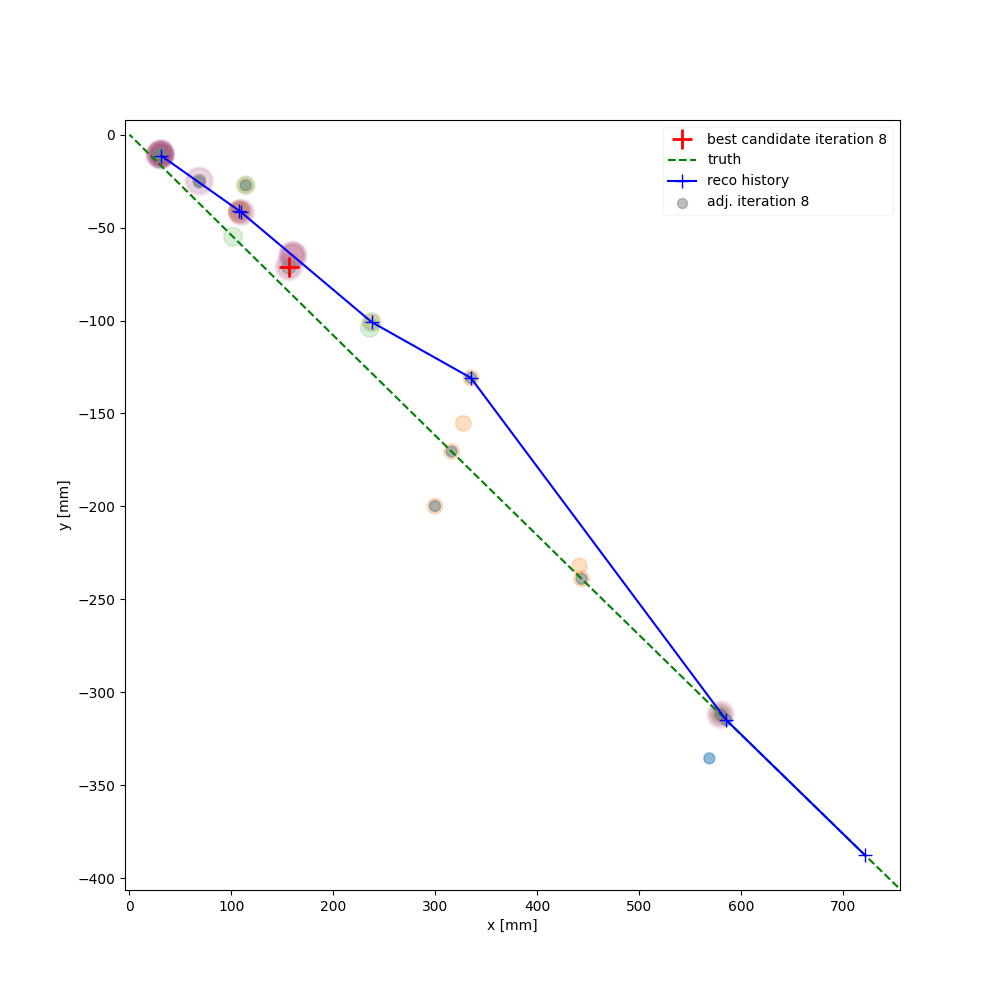 best candidate iteration 8
truth
reco history
adj. iteration 8
0
−50
−100
−150
−200
−250
−300
−350
−400
y [mm]
0 100 200 300 400 500 600 700
x [mm]